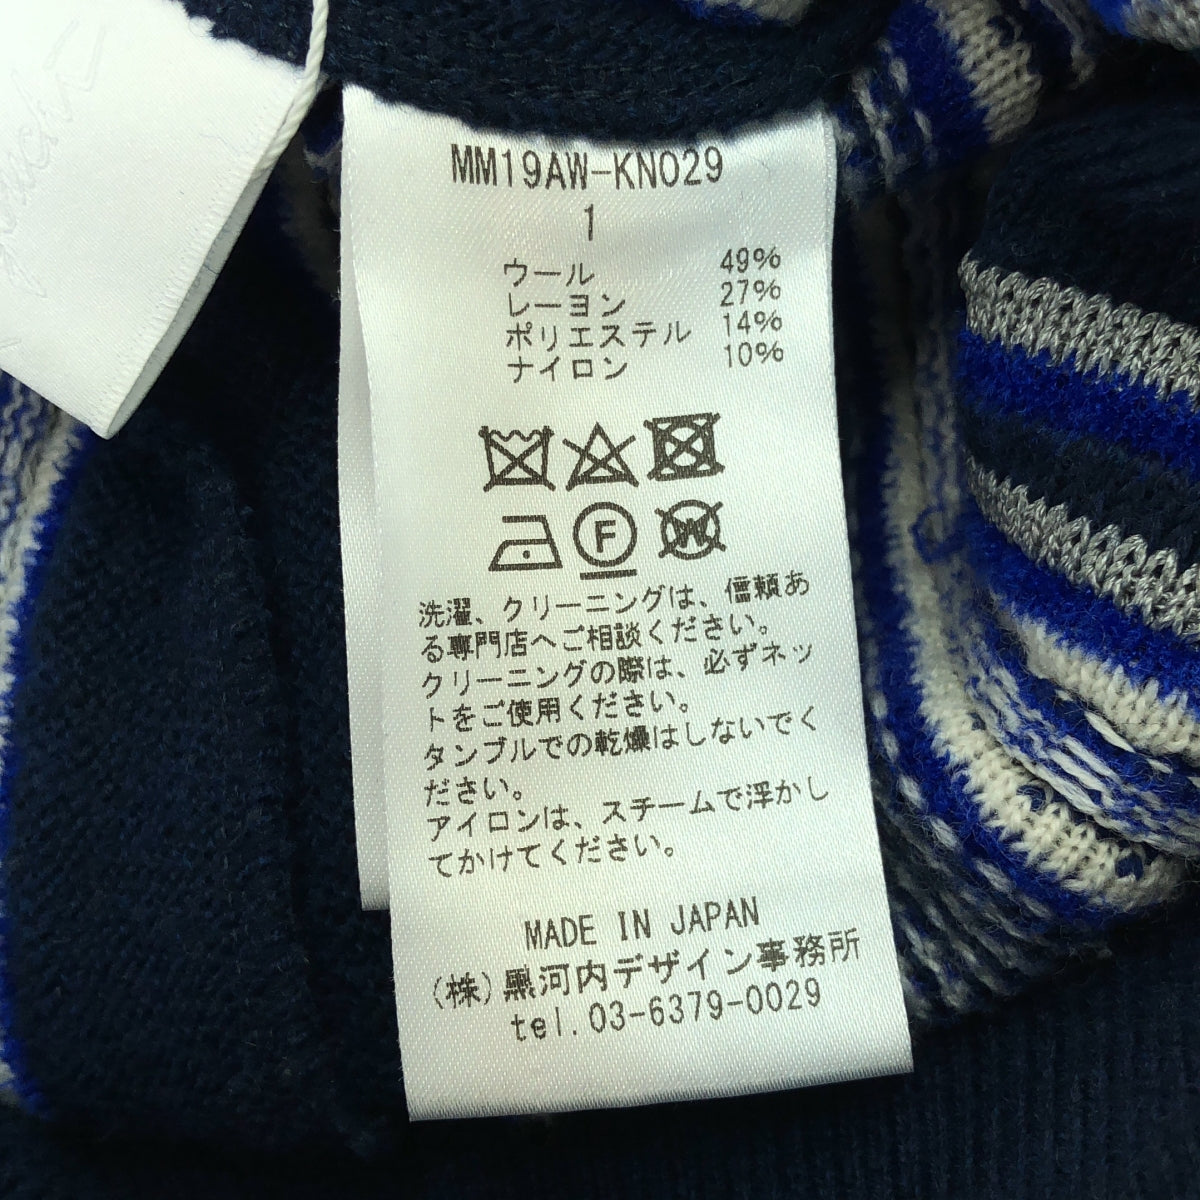 MM19AW-KN029
1
ウール 49%
レーヨン 27%
ポリエステル 14%
ナイロン 10%
F W
洗濯、クリーニングは、信頼あ
る専門店へご相談ください。
クリーニングの際は、必ずネッ
トをご使用ください。
タンブルでの乾燥はしないでく
ださい。
アイロンは、スチームで浮かし
てかけてください。
MADE IN JAPAN
(株)黒河内デザイン事務所
tel.03-6379-0029